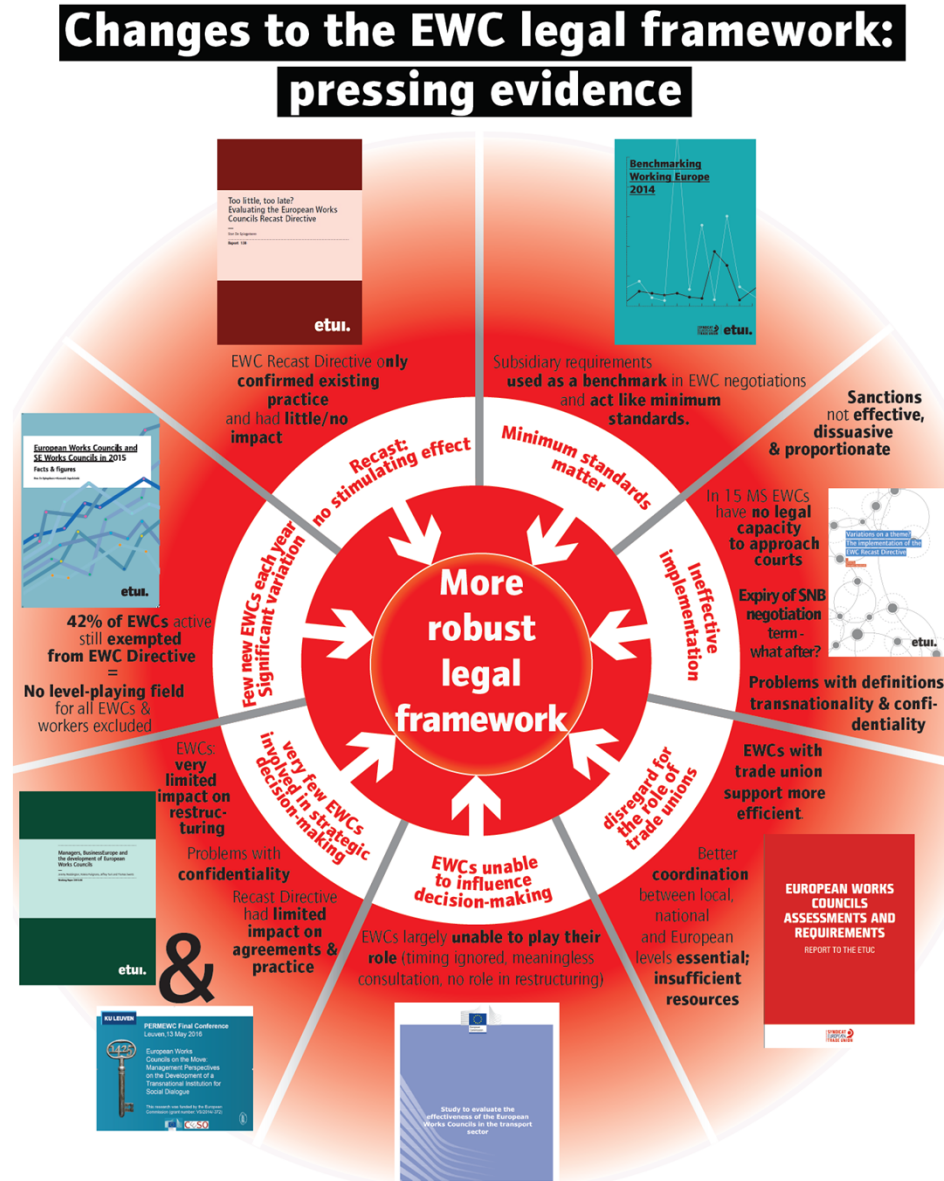 Changes to the EWC legal framework:
pressing evidence
Too little, too late?
Evaluating the European Works
Councils Recast Directive
etui.
EWC Recast Directive only
confirmed existing
practice
and had little/no
impact
Recast:
no stimulating effect
Benchmarking
Working Europe
2014
etui.
Subsidiary requirements
used as a benchmark in EWC negotiations
and act like minimum
standards.
Minimum standards
matter
Sanctions
not effective,
dissuasive
& proportionate
In 15 MS EWCs
have no legal
capacity
to approach
courts
Expiry of SNB
negotiation
term -
what after?
Problems with definitions
transnationality & confi-
dentiality
Variations on a theme?
The implementation of the
EWC Recast Directive
etui.
Ineffective
implementation
EWCs with
trade union
support more
efficient.
Better
coordination
between local,
national
and European
levels essential;
insufficient
resources
EUROPEAN WORKS
COUNCILS
ASSESSMENTS AND
REQUIREMENTS
REPORT TO THE ETUC
disregard for
the role of
trade unions
EWCs unable
to influence
decision-making
EWCs largely unable to play their
role (timing ignored, meaningless
consultation, no role in restructuring)
Study to evaluate the
effectiveness of the European
Works Councils in the transport
sector
very few EWCs
involved in strategic
decision-making
EWCs:
very
limited
impact on
restruc-
turing
Problems with
confidentiality
Recast Directive
had limited
impact on
agreements &
practice
Managers, BusinessEurope and
the development of European
Works Councils
etui.
&
KU LEUVEN
PERMEWC Final Conference
Leuven,13 May 2016
European Works
Councils on the Move:
Management Perspectives
on the Development of a
Transnational Institution for
Social Dialogue
Few new EWCs each year
Significant variation
European Works Councils and
SE Works Councils in 2015
Facts & figures
etui.
42% of EWCs active
still exempted
from EWC Directive
=
No level-playing field
for all EWCs &
workers excluded
More
robust
legal
framework